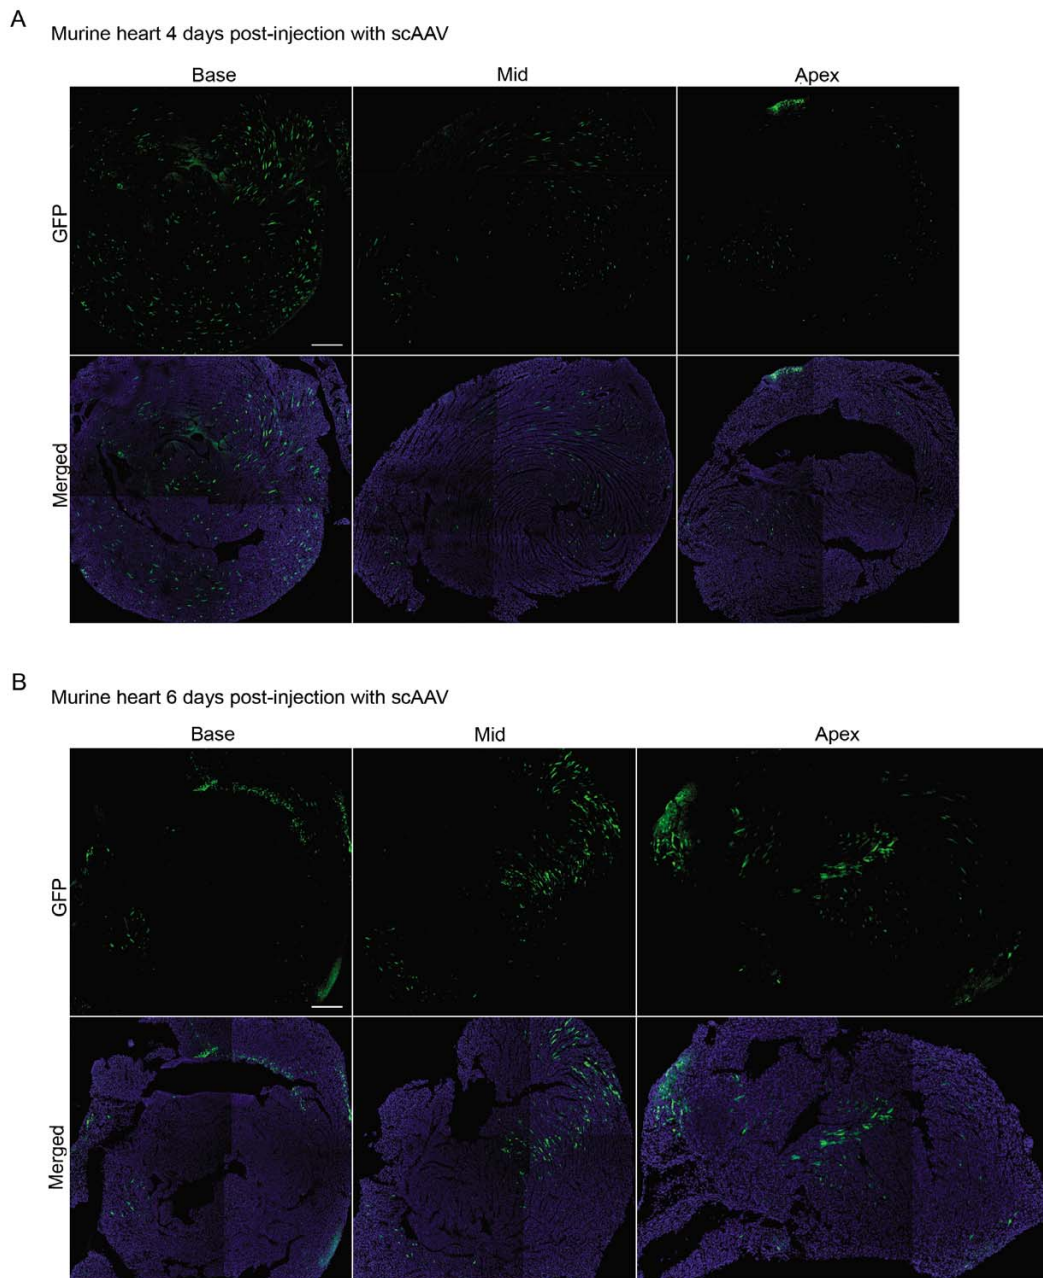 A
Murine heart 4 days post-injection with scAAV
Base Mid Apex
GFP
Merged
B
Murine heart 6 days post-injection with scAAV
Base Mid Apex
GFP
Merged